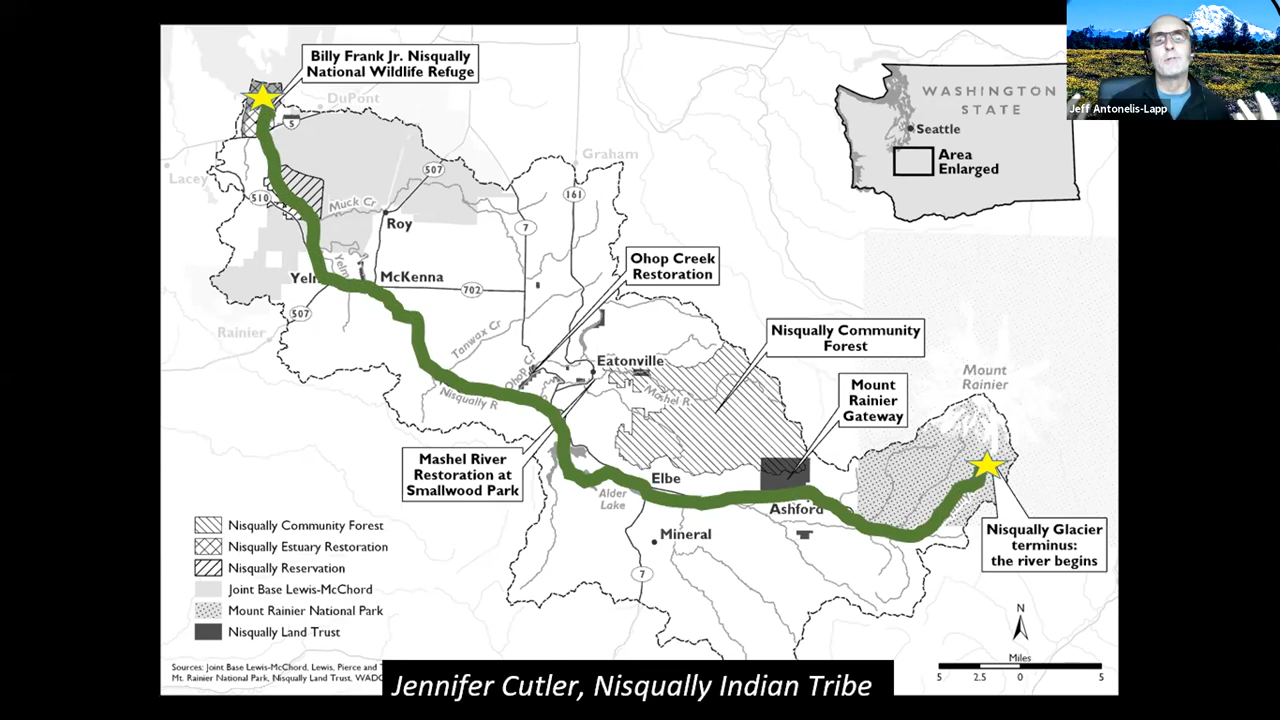 Billy Frank Jr. Nisqually
National Wildlife Refuge
DuPont
5
Lacey
510
507
Graham
161
Muck Cr
Roy
7
WASHINGTON
STATE
Seattle
Area
Enlarged
Jeff Antonelis-Lapp
Yelm
McKenna
702
507
Rainier
Ohop Creek
Restoration
Tanwax Cr
Ohop Cr
Eatonville
Nisqually Community
Forest
Mashel R
Nisqually R
Mount
Rainier
Gateway
Mount
Rainier
Mashel River
Restoration at
Smallwood Park
Elbe
Alder
Lake
Ashford
Mineral
7
Nisqually Glacier
terminus:
the river begins
Nisqually Community Forest
Nisqually Estuary Restoration
Nisqually Reservation
Joint Base Lewis-McChord
Mount Rainier National Park
Nisqually Land Trust
N
Miles
5 2.5 0 5
Sources: Joint Base Lewis-McChord, Lewis, Pierce and
Mt. Rainier National Park, Nisqually Land Trust,
Jennifer Cutler, Nisqually Indian Tribe